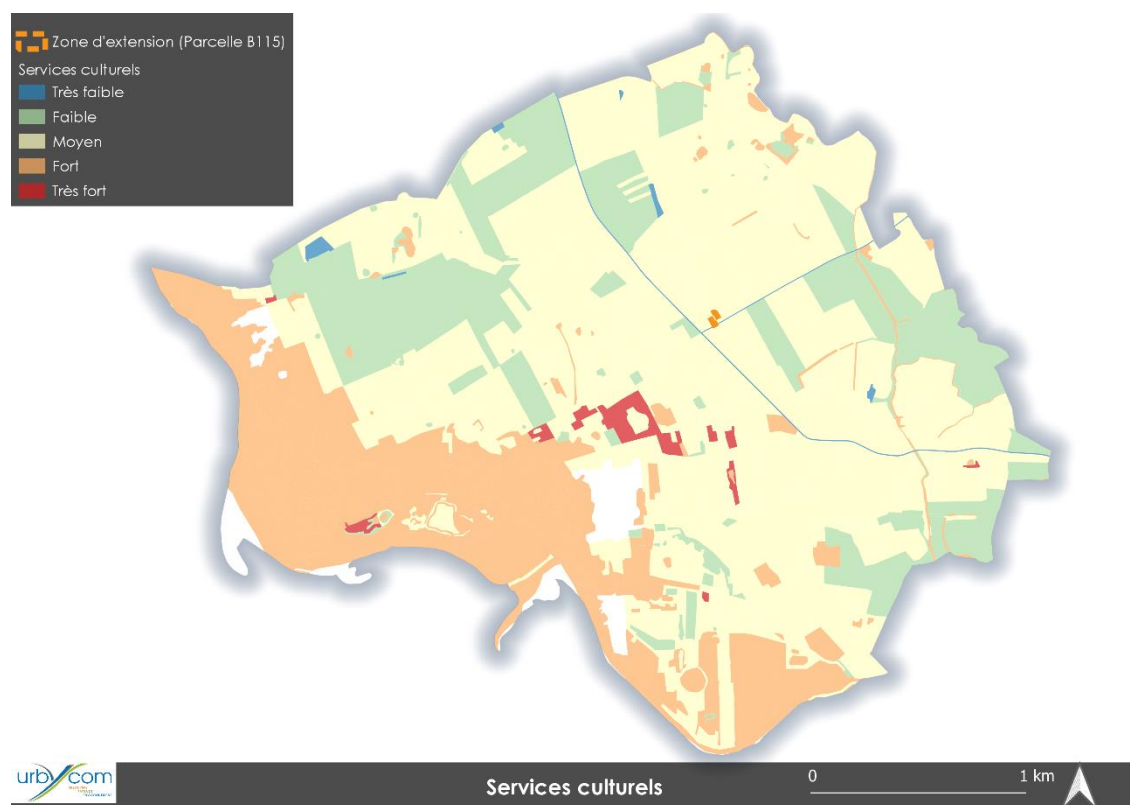 Zone d'extension (Parcelle B115)
Services culturels
Très faible
Faible
Moyen
Fort
Très fort
urbycom
Services culturels
0
1 km